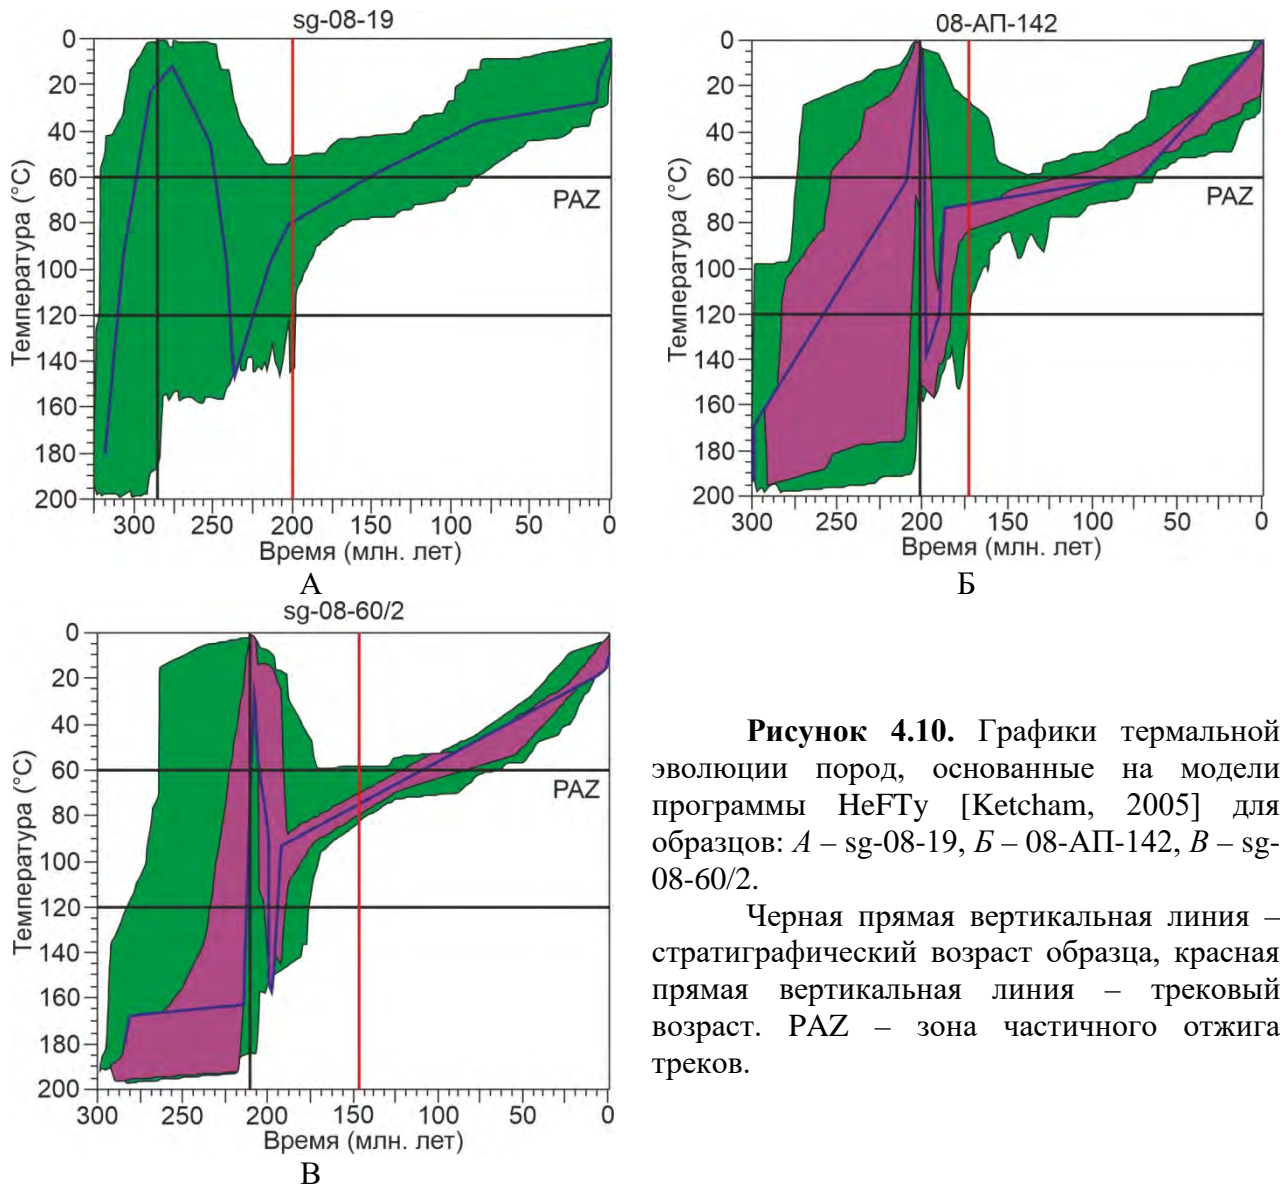 sg-08-19
0
20
40
60
80
100
120
140
160
180
200
Температура (°C)
PAZ
300
250
200
150
100
50
0
Время (млн. лет)
А
08-АП-142
0
20
40
60
80
100
120
140
160
180
200
Температура (°C)
PAZ
300
250
200
150
100
50
0
Время (млн. лет)
Б
sg-08-60/2
0
20
40
60
80
100
120
140
160
180
200
Температура (°C)
PAZ
300
250
200
150
100
50
0
Время (млн. лет)
В
Рисунок 4.10. Графики термальной
эволюции пород, основанные на модели
программы HeFTy [Ketcham, 2005] для
образцов: А – sg-08-19, Б – 08-АП-142, В – sg-
08-60/2.
Черная прямая вертикальная линия –
стратиграфический возраст образца, красная
прямая вертикальная линия – трековый
возраст. PAZ – зона частичного отжига
треков.